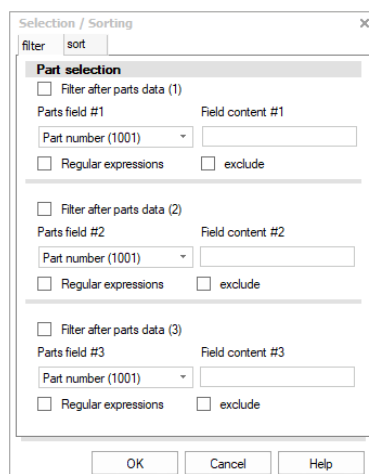 Selection / Sorting
filter sort
Part selection
Filter after parts data (1)
Parts field #1 Field content #1
Part number (1001)
Regular expressions exclude
Filter after parts data (2)
Parts field #2 Field content #2
Part number (1001)
Regular expressions exclude
Filter after parts data (3)
Parts field #3 Field content #3
Part number (1001)
Regular expressions exclude
OK Cancel Help